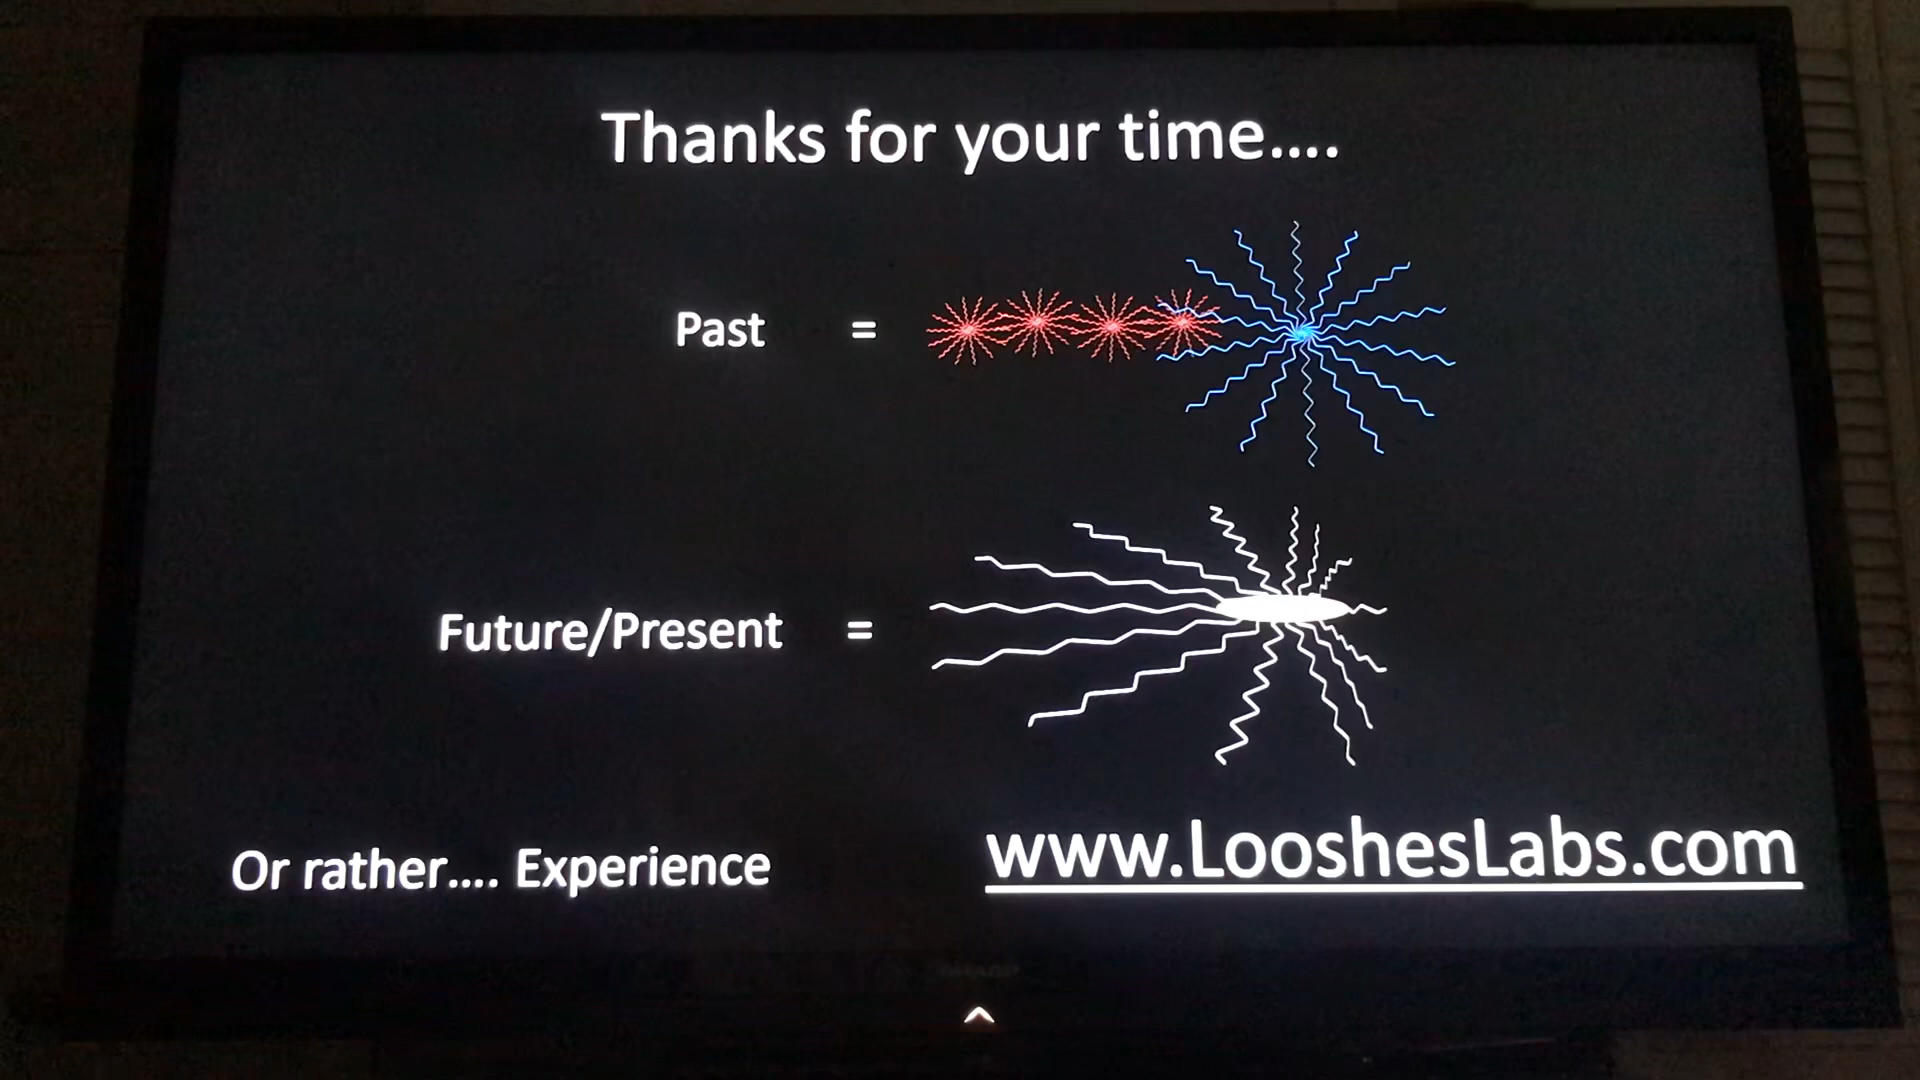 Thanks for your time....
Past =
Future/Present =
Or rather.... Experience
www.LooshesLabs.com